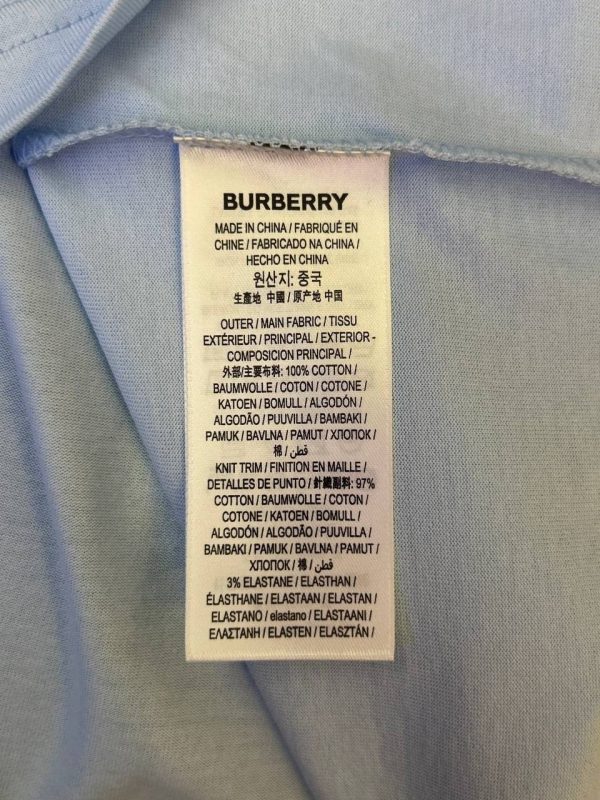 BURBERRY
MADE IN CHINA / FABRIQUÉ EN
CHINE / FABRICADO NA CHINA /
HECHO EN CHINA
원산지: 중국
生產地 中國 / 原产地 中国
OUTER / MAIN FABRIC / TISSU
EXTÉRIEUR / PRINCIPAL / EXTERIOR -
COMPOSICION PRINCIPAL /
外部/主要布料: 100% COTTON /
BAUMWOLLE / COTON / COTONE /
KATOEN / BOMULL / ALGODÓN /
ALGODÃO / PUUVILLA / BAMBAKI /
PAMUK / BAVLNA / PAMUT / ХЛОПОК /
棉 / قطن /
KNIT TRIM / FINITION EN MAILLE /
DETALLES DE PUNTO / 針織副料: 97%
COTTON / BAUMWOLLE / COTON /
COTONE / KATOEN / BOMULL /
ALGODÓN / ALGODÃO / PUUVILLA /
BAMBAKI / PAMUK / BAVLNA / PAMUT /
ХЛОПОК / 棉 / قطن /
3% ELASTANE / ELASTHAN /
ÉLASTHANE / ELASTAAN / ELASTAN /
ELASTANO / elastano / ELASTAANI /
ΕΛΑΣΤΑΝΗ / ELASTEN / ELASZTÁN /